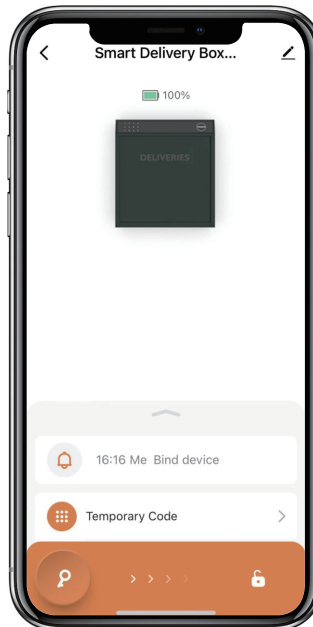 Smart Delivery Box...
100%
DELIVERIES
16:16 Me Bind device
Temporary Code